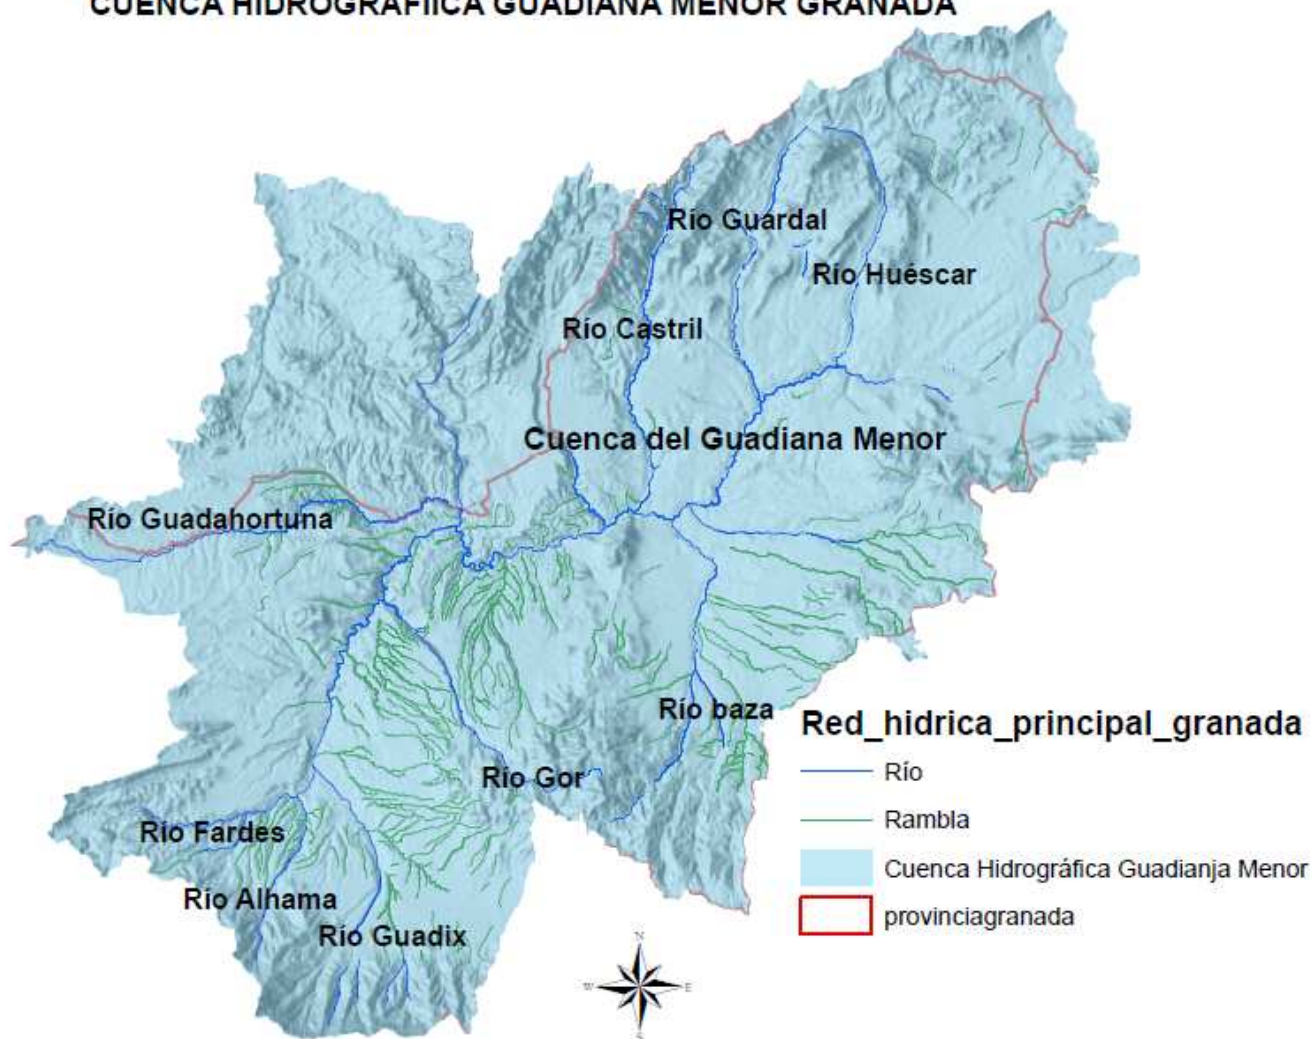 CUENCA HIDROGRAFIICA GUADIANA MENOR GRANADA
Río Guardal
Río Huéscar
Río Castril
Cuenca del Guadiana Menor
Río Guadahortuna
Río baza
Red_hidrica_principal_granada
Río
Río Gor
Rambla
Río Fardes
Cuenca Hidrográfica Guadianja Menor
Río Alhama
provinciagranada
Río Guadix
N
W
E
S